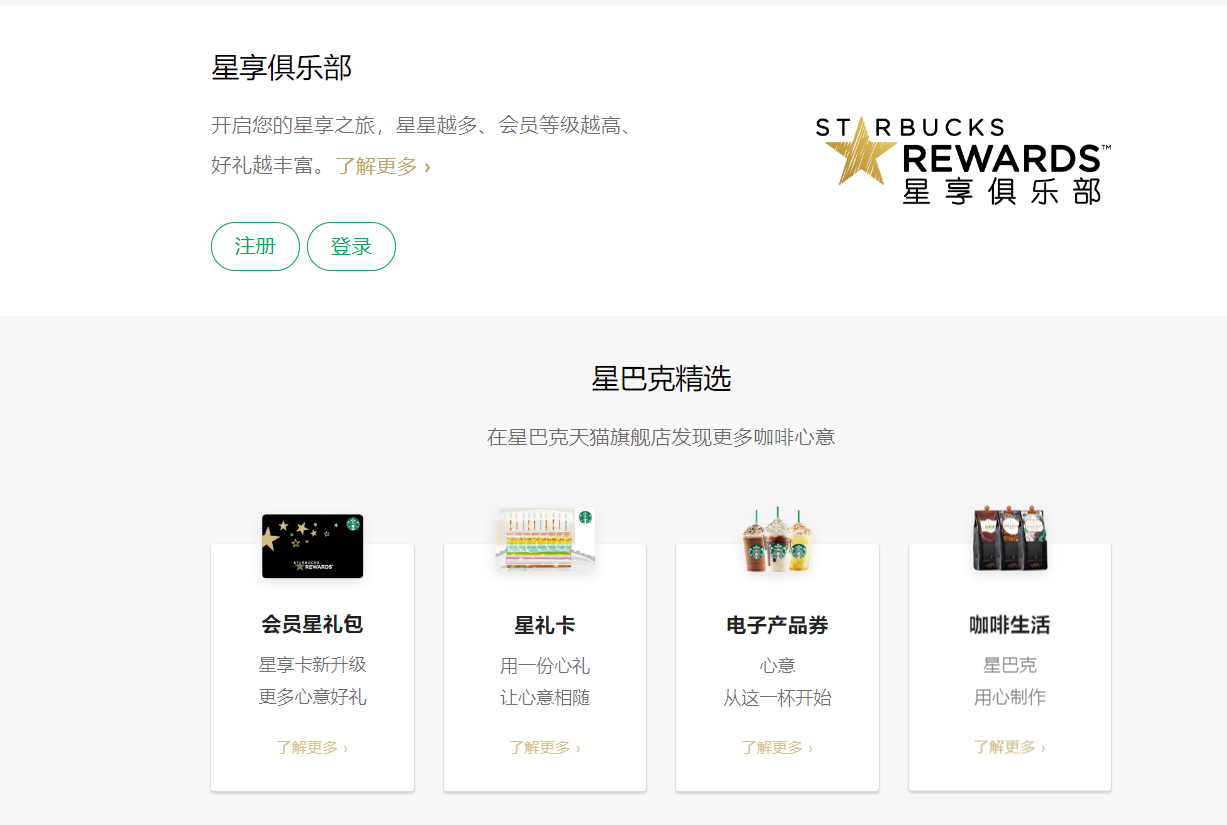 星享俱乐部
开启您的星享之旅，星星越多、会员等级越高、
好礼越丰富。 了解更多 ›
注册 登录
STARBUCKS
REWARDS™
星享俱乐部
星巴克精选
在星巴克天猫旗舰店发现更多咖啡心意
STARBUCKS
REWARDS
会员星礼包
星享卡新升级
更多心意好礼
了解更多 ›
星礼卡
用一份心礼
让心意相随
了解更多 ›
电子产品券
心意
从这一杯开始
了解更多 ›
咖啡生活
星巴克
用心制作
了解更多 ›